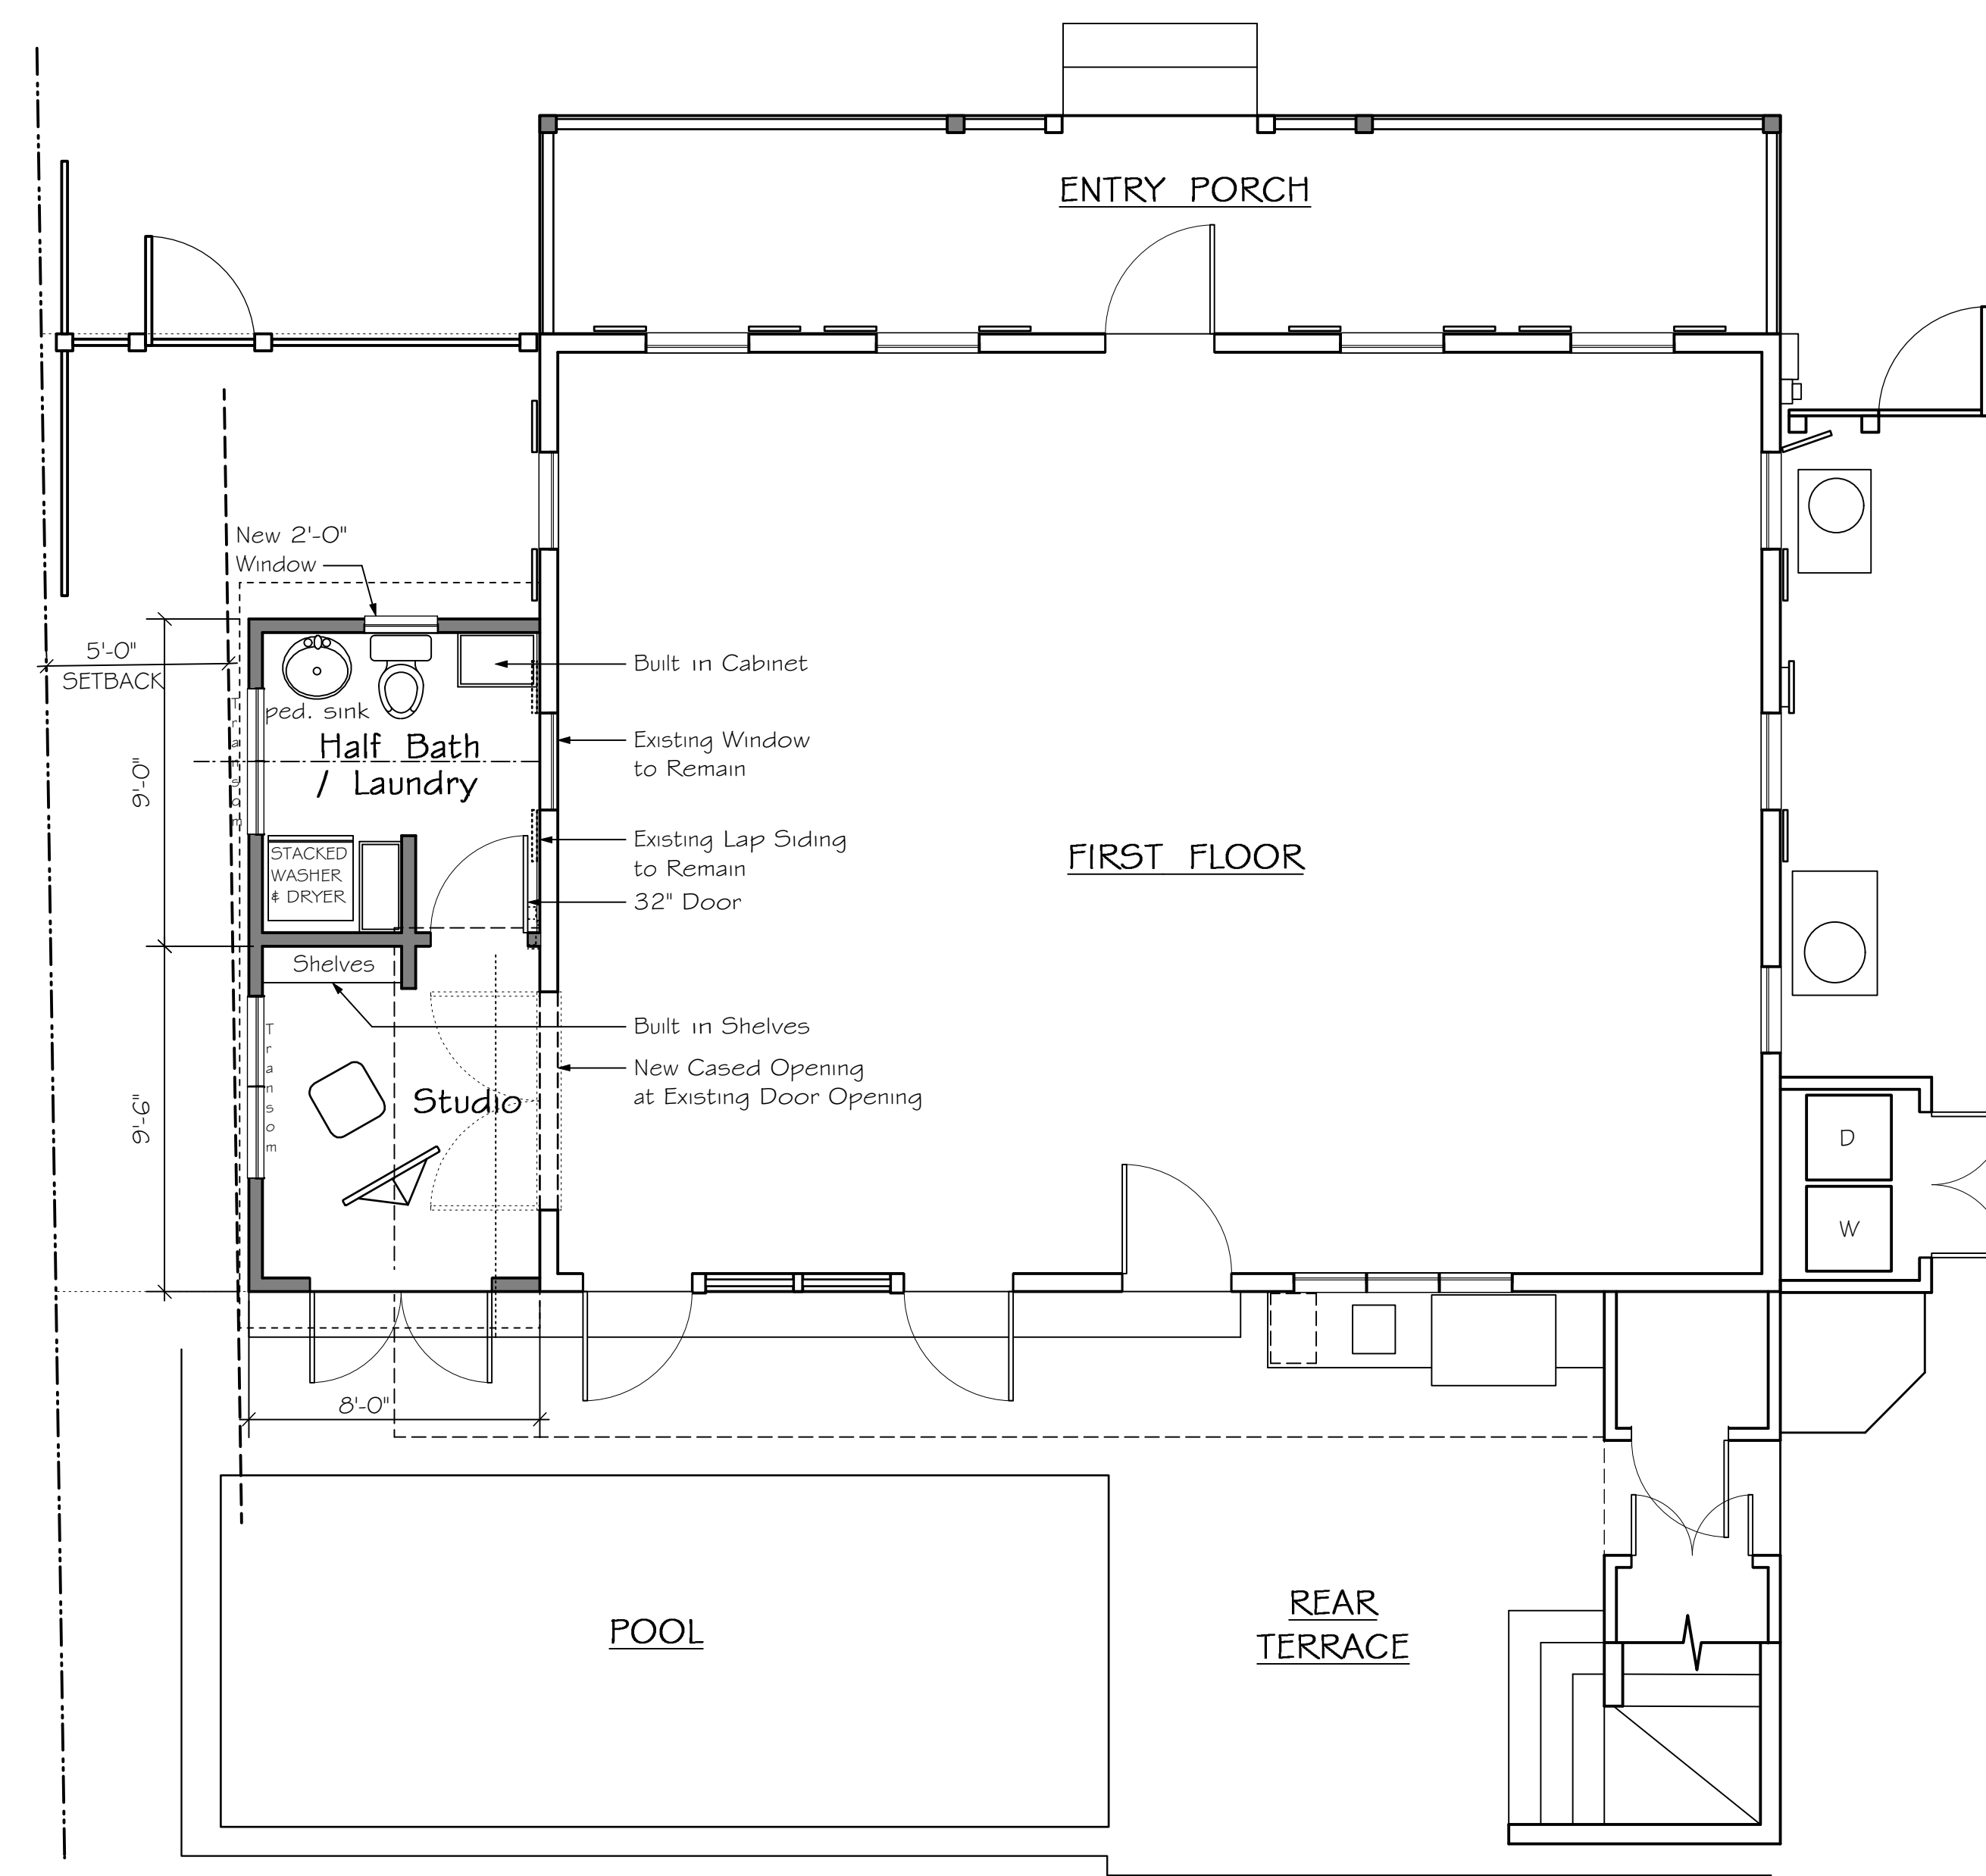 ENTRY PORCH
New 2'-0"
Window
5'-0"
SETBACK
Built in Cabinet
Transom
ped. sink
Half Bath
/ Laundry
Existing Window
to Remain
9'-0"
Existing Lap Siding
to Remain
STACKED
WASHER
& DRYER
FIRST FLOOR
32" Door
Shelves
Built in Shelves
Transom
New Cased Opening
at Existing Door Opening
Studio
9'-6"
D
W
8'-0"
POOL
REAR
TERRACE